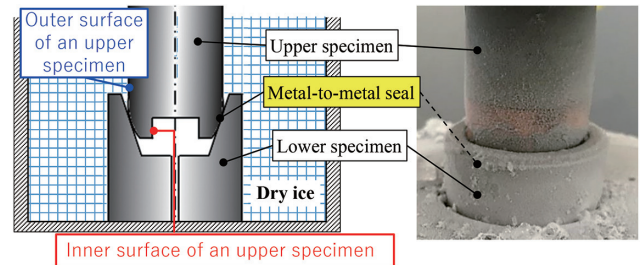 Outer surface
of an upper
specimen
Upper specimen
Metal-to-metal seal
Lower specimen
Dry ice
Inner surface of an upper specimen